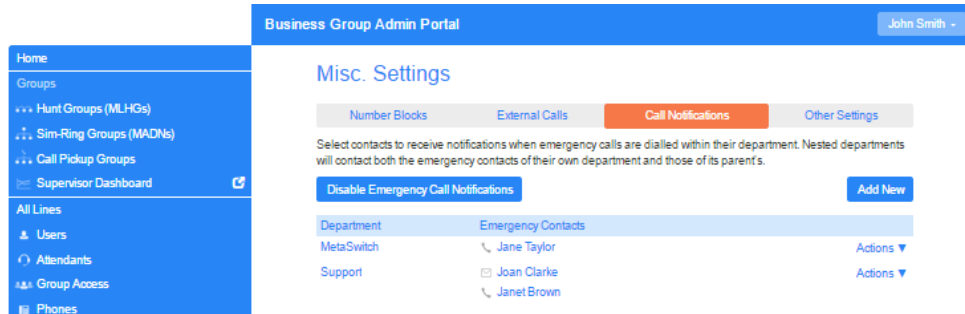 Business Group Admin Portal
John Smith
Home
Groups
Hunt Groups (MLHGs)
Sim-Ring Groups (MADNs)
Call Pickup Groups
Supervisor Dashboard
All Lines
Users
Attendants
Group Access
Phones
Misc. Settings
Number Blocks External Calls Call Notifications Other Settings
Select contacts to receive notifications when emergency calls are dialled within their department. Nested departments
will contact both the emergency contacts of their own department and those of its parent's.
Disable Emergency Call Notifications Add New
Department Emergency Contacts
MetaSwitch Jane Taylor Actions ▼
Support Joan Clarke Actions ▼
Janet Brown